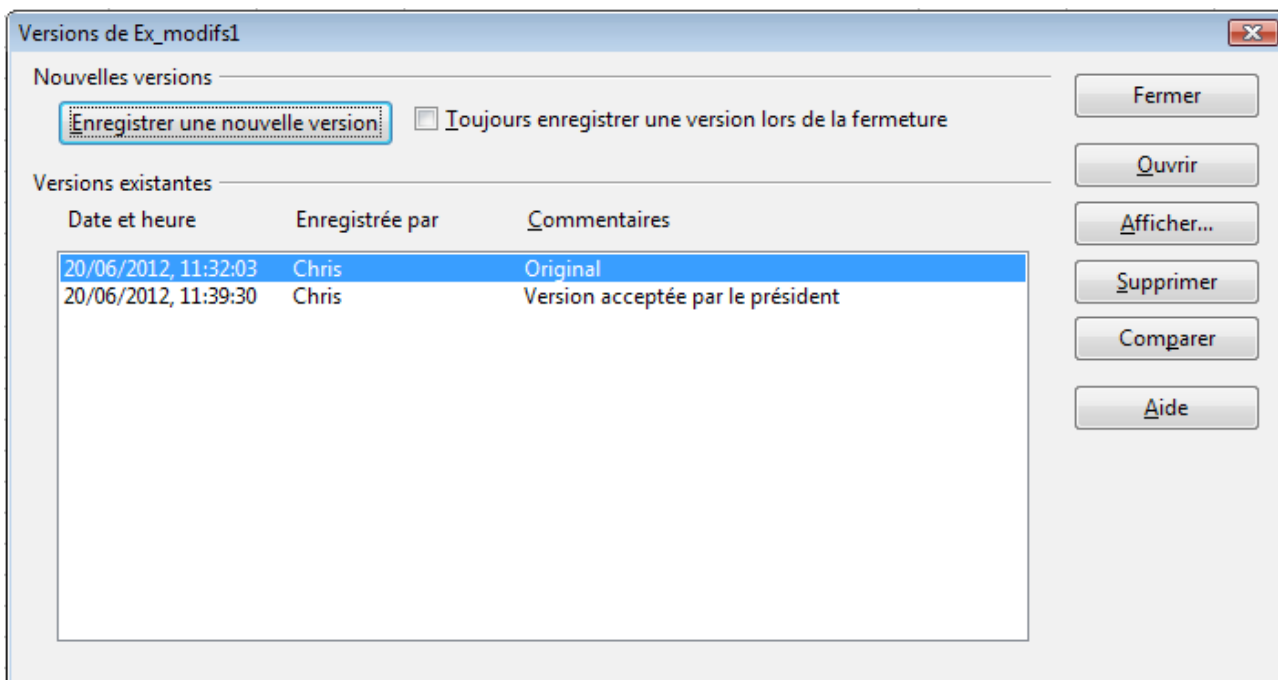 Versions de Ex_modifs1
Nouvelles versions
Enregistrer une nouvelle version
Toujours enregistrer une version lors de la fermeture
Versions existantes
Date et heure Enregistrée par Commentaires
20/06/2012, 11:32:03 Chris Original
20/06/2012, 11:39:30 Chris Version acceptée par le président
Fermer
Ouvrir
Afficher...
Supprimer
Comparer
Aide